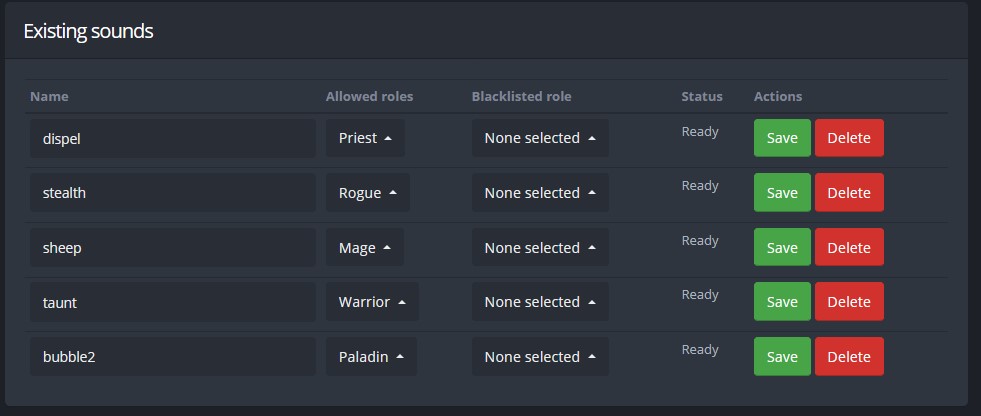 Existing sounds
Name Allowed roles Blacklisted role Status Actions
dispel Priest None selected Ready Save Delete
stealth Rogue None selected Ready Save Delete
sheep Mage None selected Ready Save Delete
taunt Warrior None selected Ready Save Delete
bubble2 Paladin None selected Ready Save Delete